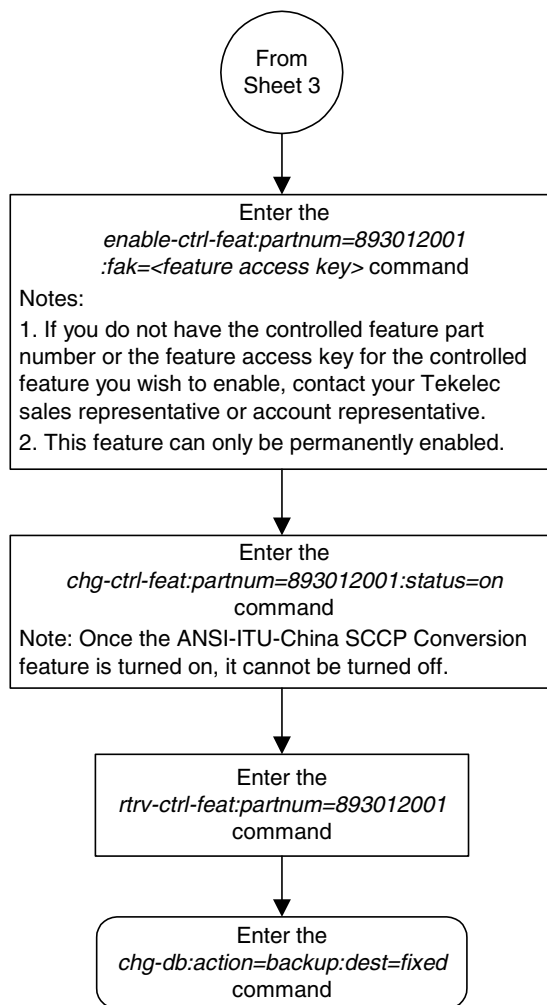 From
Sheet 3
Enter the
enable-ctrl-feat:partnum=893012001
:fak=<feature access key> command
Notes:
1. If you do not have the controlled feature part
number or the feature access key for the controlled
feature you wish to enable, contact your Tekelec
sales representative or account representative.
2. This feature can only be permanently enabled.
Enter the
chg-ctrl-feat:partnum=893012001:status=on
command
Note: Once the ANSI-ITU-China SCCP Conversion
feature is turned on, it cannot be turned off.
Enter the
rtrv-ctrl-feat:partnum=893012001
command
Enter the
chg-db:action=backup:dest=fixed
command